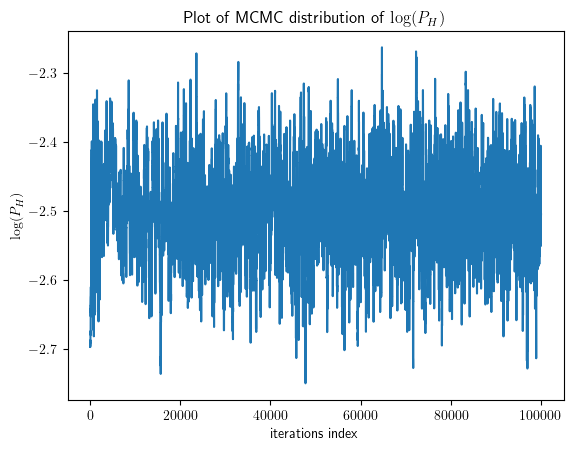 Plot of MCMC distribution of log(P_H)
log(P_H)
−2.3
−2.4
−2.5
−2.6
−2.7
0 20000 40000 60000 80000 100000
iterations index